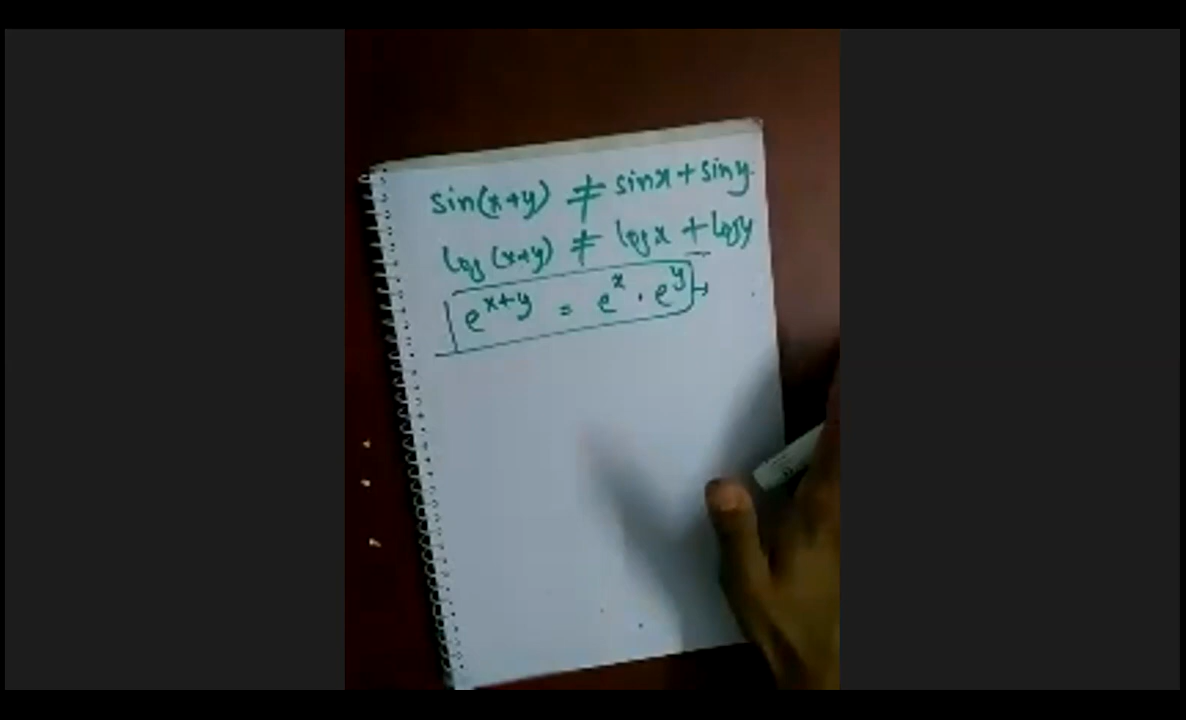 sin(x+y) ≠ sinx + siny.
log(x+y) ≠ logx + logy
e^{x+y} = e^x · e^y